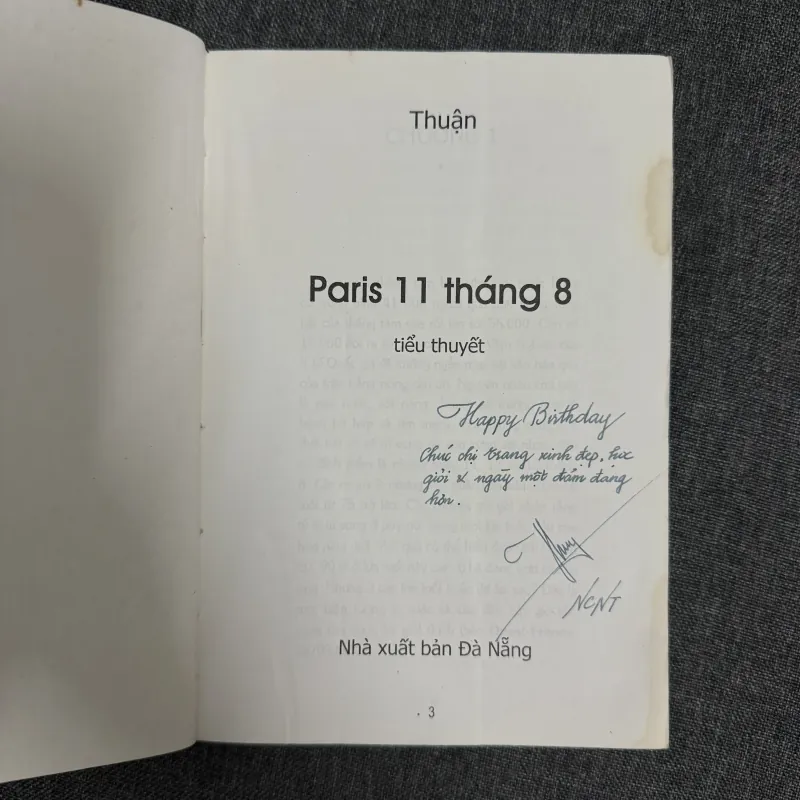 Thuận
Paris 11 tháng 8
tiểu thuyết
Happy Birthday
Chúc chị trang xinh đẹp, học
giỏi & ngày một đảm đang
hơn.
NCNT
Nhà xuất bản Đà Nẵng
3